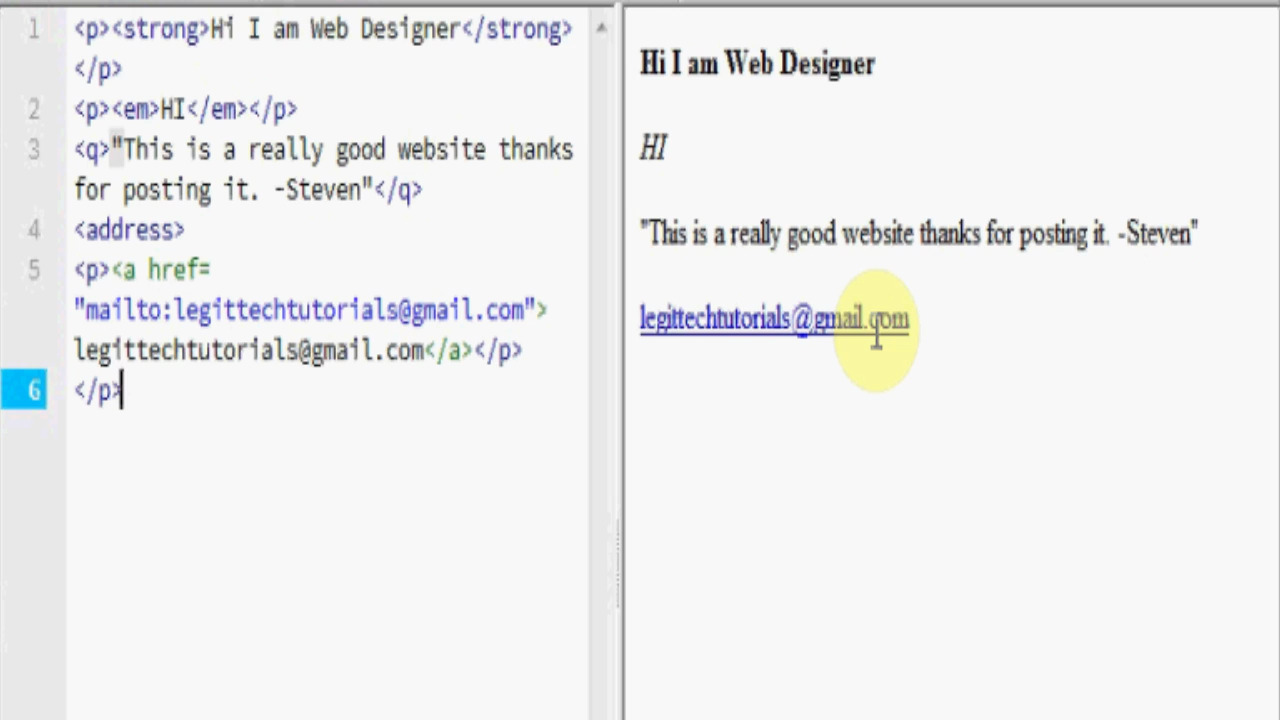 1 <p><strong>Hi I am Web Designer</strong>
</p>
2 <p><em>HI</em></p>
3 <q>"This is a really good website thanks
for posting it. -Steven"</q>
4 <address>
5 <p><a href=
"mailto:legittechtutorials@gmail.com">
legittechtutorials@gmail.com</a></p>
6 </p>
Hi I am Web Designer
HI
"This is a really good website thanks for posting it. -Steven"
legittechtutorials@gmail.com